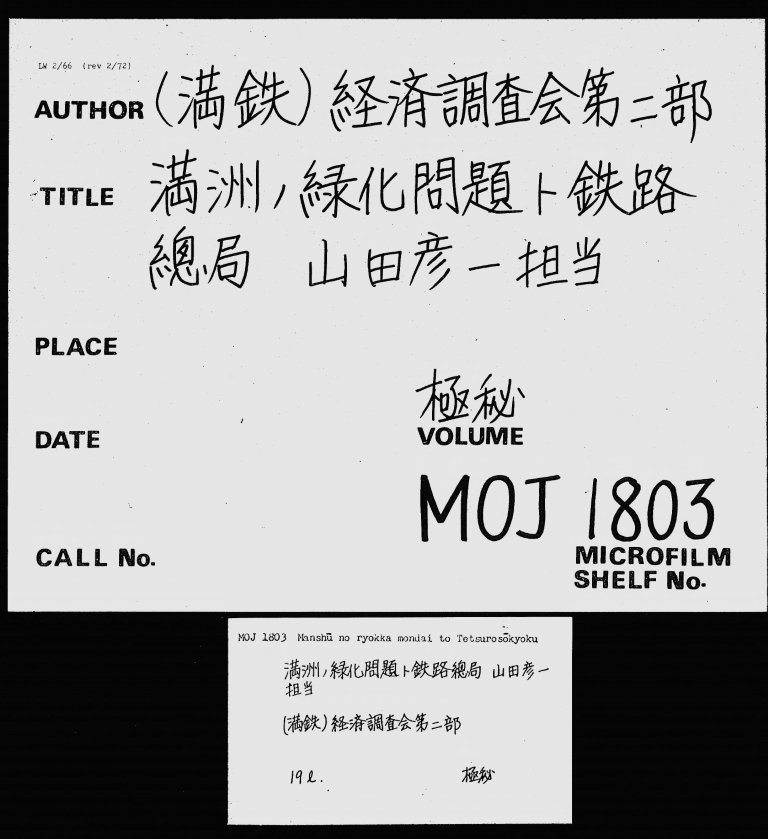 LW 2/66 (rev 2/72)
AUTHOR (満鉄)経済調査会第二部
TITLE 満洲ノ緑化問題ト鉄路
總局 山田彦一担当
PLACE
極秘
DATE VOLUME
MOJ 1803
CALL No. MICROFILM
SHELF No.
MOJ 1803 Manshū no ryokka mondai to Tetsurosōkyoku
満洲ノ緑化問題ト鉄路總局 山田彦一
担当
(満鉄)経済調査会第二部
19 l. 極秘